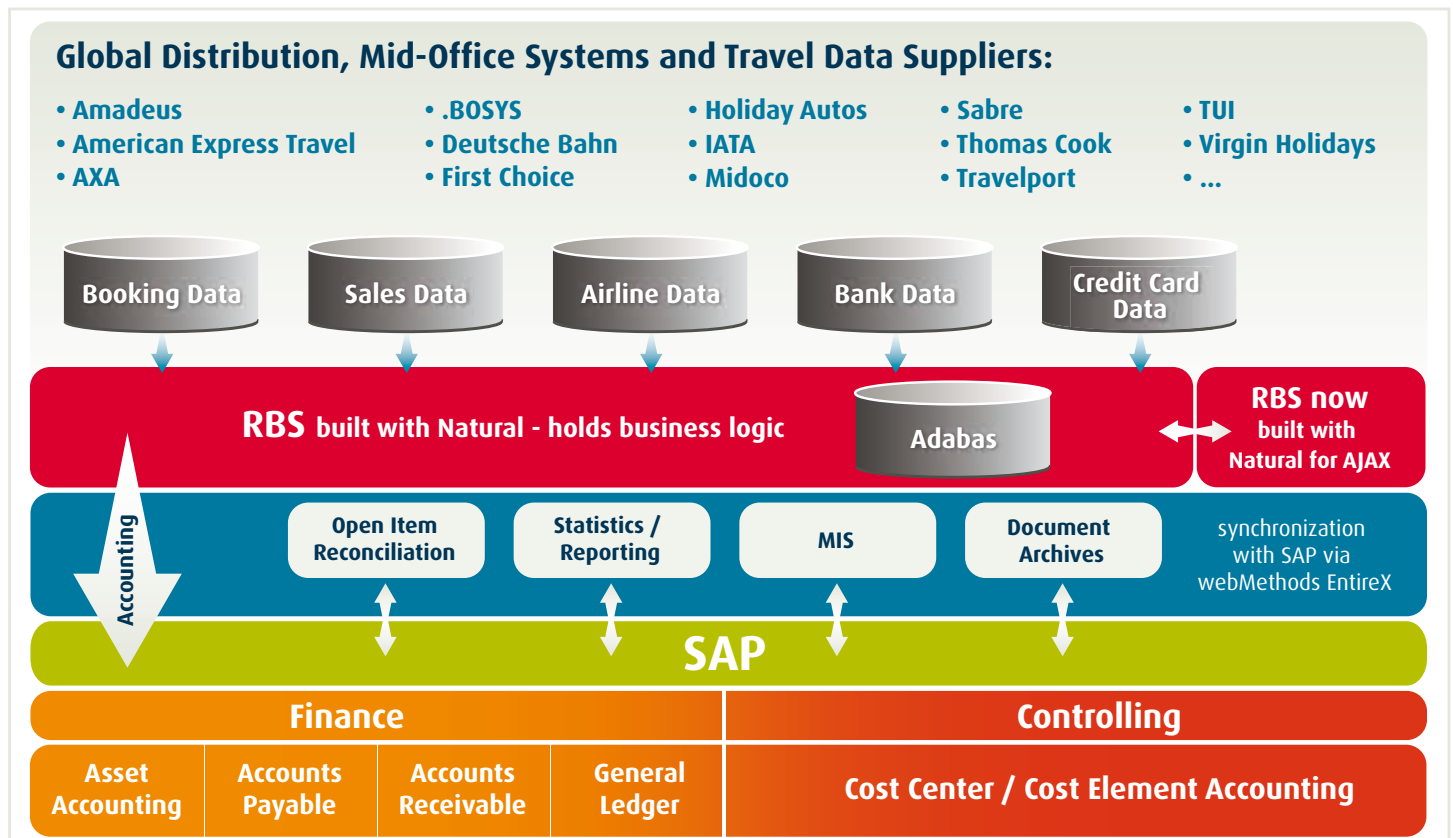 Global Distribution, Mid-Office Systems and Travel Data Suppliers:
• Amadeus
• American Express Travel
• AXA
• .BOSYS
• Deutsche Bahn
• First Choice
• Holiday Autos
• IATA
• Midoco
• Sabre
• Thomas Cook
• Travelport
• TUI
• Virgin Holidays
• ...
Booking Data
Sales Data
Airline Data
Bank Data
Credit Card
Data
RBS built with Natural - holds business logic
Adabas
RBS now
built with
Natural for AJAX
Accounting
Open Item
Reconciliation
Statistics /
Reporting
MIS
Document
Archives
synchronization
with SAP via
webMethods EntireX
SAP
Finance
Controlling
Asset
Accounting
Accounts
Payable
Accounts
Receivable
General
Ledger
Cost Center / Cost Element Accounting